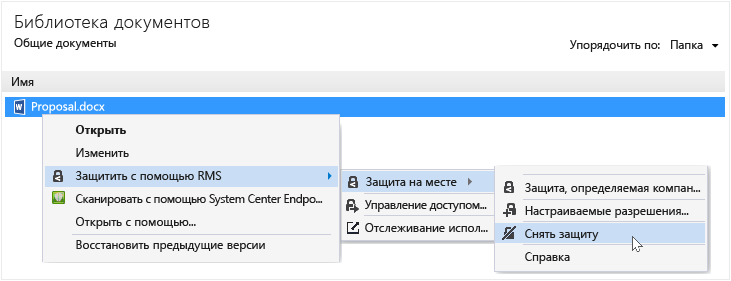 Библиотека документов
Общие документы
Упорядочить по: Папка
Имя
Proposal.docx
Открыть
Изменить
Защитить с помощью RMS
Сканировать с помощью System Center Endpo...
Открыть с помощью...
Восстановить предыдущие версии
Защита на месте
Управление доступом...
Отслеживание испол...
Защита, определяемая компан...
Настраиваемые разрешения...
Снять защиту
Справка